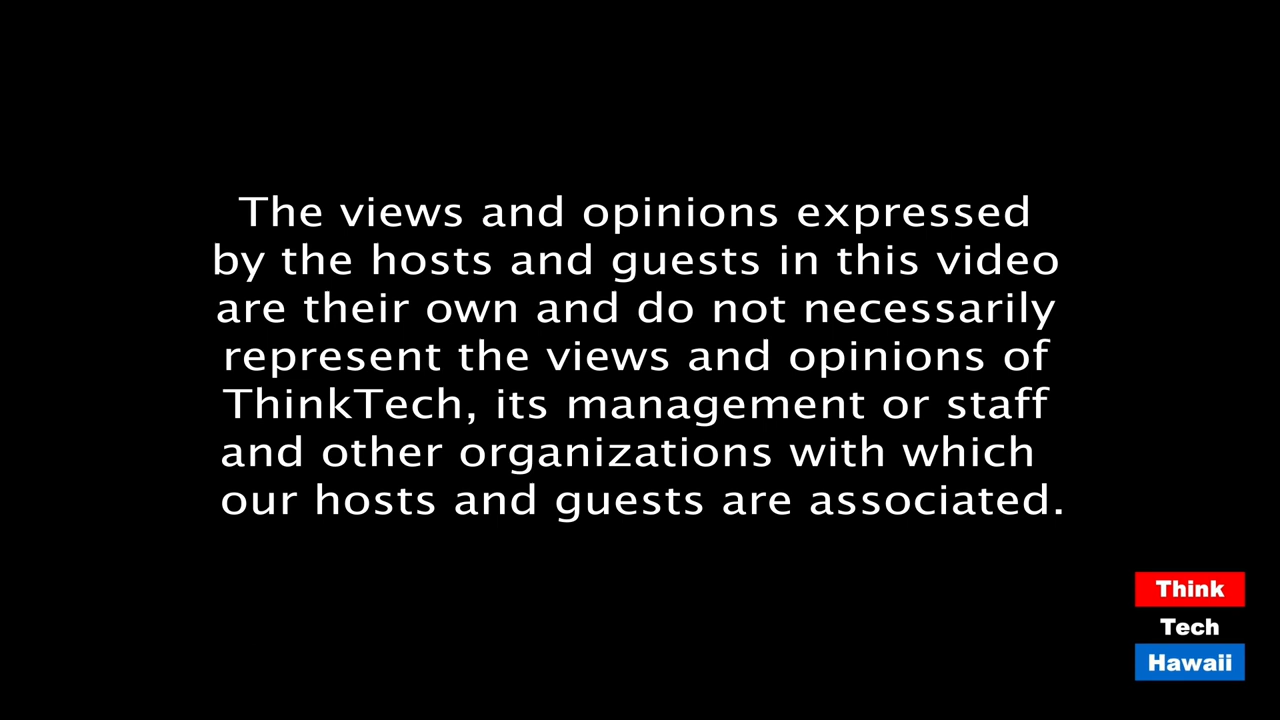 The views and opinions expressed
by the hosts and guests in this video
are their own and do not necessarily
represent the views and opinions of
ThinkTech, its management or staff
and other organizations with which
our hosts and guests are associated.
Think
Tech
Hawaii